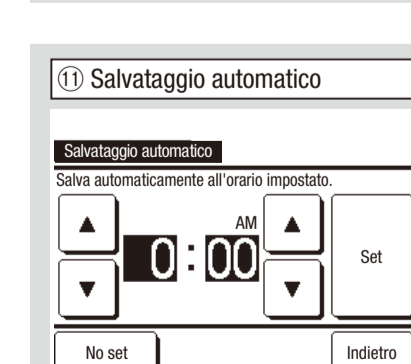 ⑪ Salvataggio automatico
Salvataggio automatico
Salva automaticamente all'orario impostato.
▲ AM ▲
0 : 00 Set
▼ ▼
No set Indietro